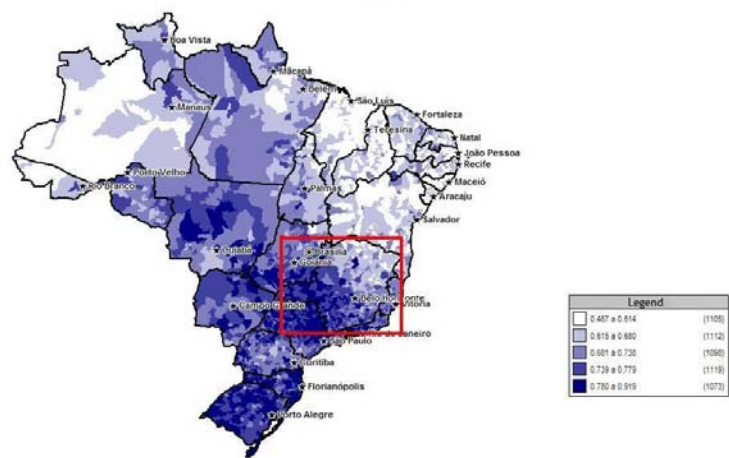 Boa Vista
Macapá
Belém
São Luís
Fortaleza
Manaus
Teresina
Natal
João Pessoa
Recife
Porto Velho
Maceió
Rio Branco
Palmas
Aracaju
Salvador
Cuiabá
Brasília
Goiânia
Campo Grande
Belo Horizonte
Vitória
de Janeiro
São Paulo
Curitiba
Florianópolis
Porto Alegre
Legend
0.467 a 0.614 (1105)
0.615 a 0.680 (1112)
0.681 a 0.738 (1098)
0.739 a 0.779 (1119)
0.780 a 0.919 (1073)